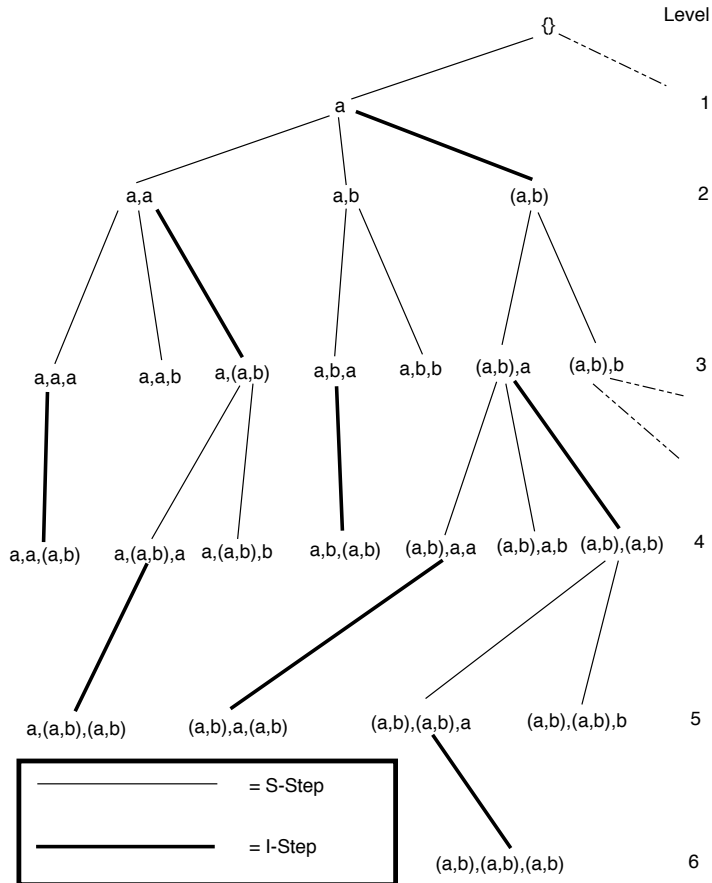 Level
{}
a
1
a,a
a,b
(a,b)
2
a,a,a
a,a,b
a,(a,b)
a,b,a
a,b,b
(a,b),a
(a,b),b
3
a,a,(a,b)
a,(a,b),a
a,(a,b),b
a,b,(a,b)
(a,b),a,a
(a,b),a,b
(a,b),(a,b)
4
a,(a,b),(a,b)
(a,b),a,(a,b)
(a,b),(a,b),a
(a,b),(a,b),b
5
= S-Step
= I-Step
(a,b),(a,b),(a,b)
6